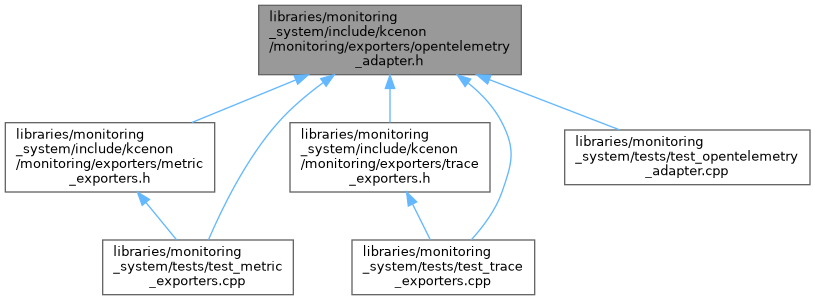 libraries/monitoring
_system/include/kcenon
/monitoring/exporters/opentelemetry
_adapter.h
libraries/monitoring
_system/include/kcenon
/monitoring/exporters/metric
_exporters.h
libraries/monitoring
_system/include/kcenon
/monitoring/exporters/trace
_exporters.h
libraries/monitoring
_system/tests/test_opentelemetry
_adapter.cpp
libraries/monitoring
_system/tests/test_metric
_exporters.cpp
libraries/monitoring
_system/tests/test_trace
_exporters.cpp